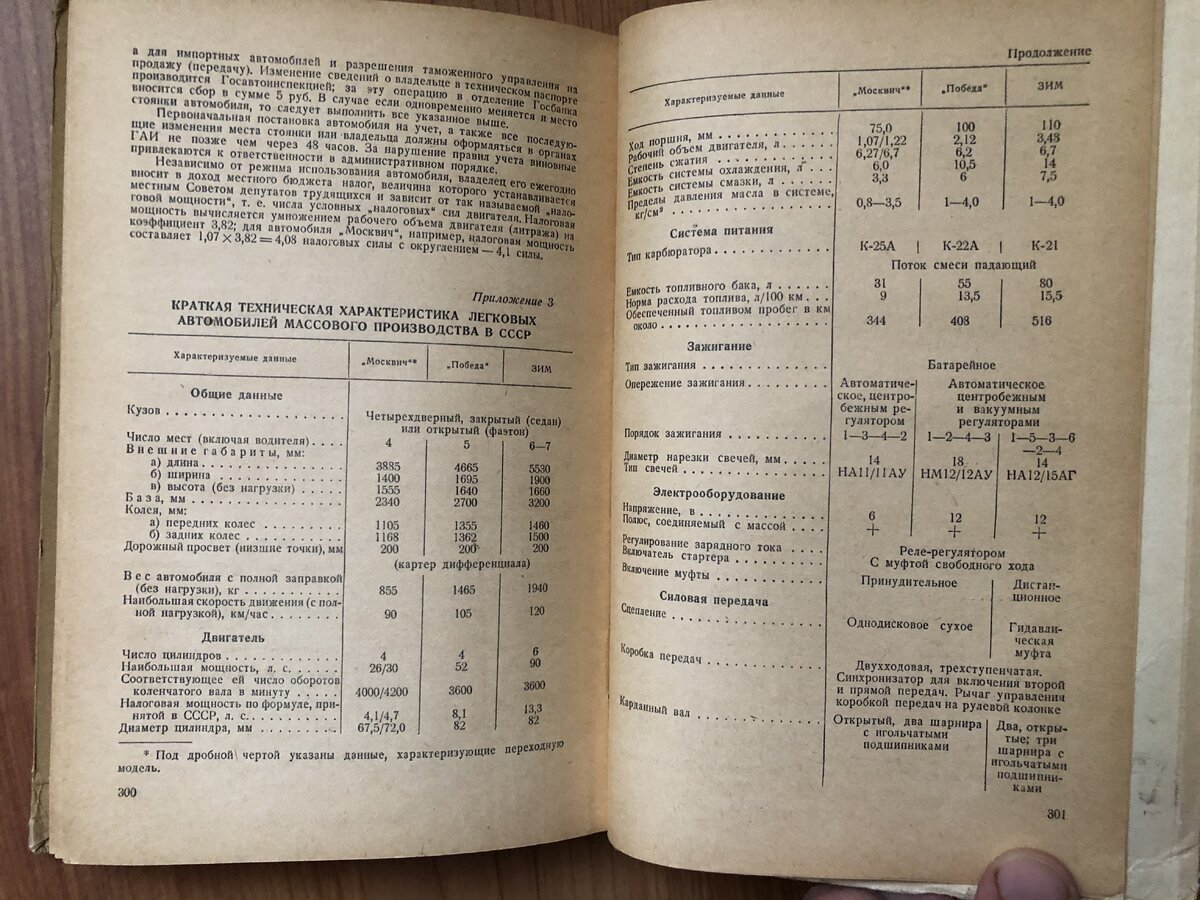 а для импортных автомобилей и разрешения таможенного управления на
продажу (передачу). Изменение сведений о владельце в техническом паспорте
производится Госавтоинспекцией; за эту операцию в отделение Госбанка
вносится сбор в сумме 5 руб. В случае если одновременно меняется и место
стоянки автомобиля, то следует выполнить все указанное выше.
Первоначальная постановка автомобиля на учет, а также все последую-
щие изменения места стоянки или владельца должны оформляться в органах
ГАИ не позже чем через 48 часов. За нарушение правил учета виновные
привлекаются к ответственности в административном порядке.
Независимо от режима использования автомобиля, владелец его ежегодно
вносит в доход местного бюджета налог, величина которого устанавливается
местным Советом депутатов трудящихся и зависит от так называемой „нало-
говой мощности“, т. е. числа условных „налоговых“ сил двигателя. Налоговая
мощность вычисляется умножением рабочего объема двигателя (литража) на
коэффициент 3,82; для автомобиля „Москвич“, например, налоговая мощность
составляет 1,07 × 3,82 = 4,08 налоговых силы с округлением — 4,1 силы.
Приложение 3
КРАТКАЯ ТЕХНИЧЕСКАЯ ХАРАКТЕРИСТИКА ЛЕГКОВЫХ
АВТОМОБИЛЕЙ МАССОВОГО ПРОИЗВОДСТВА В СССР
Характеризуемые данные „Москвич“* „Победа“ ЗИМ
Общие данные
Кузов . . . . . . . . . . . . . . . . Четырехдверный, закрытый (седан)
или открытый (фаэтон)
Число мест (включая водителя) . . . . 4 5 6—7
Внешние габариты, мм:
а) длина . . . . . . . . . . . . . 3885 4665 5530
б) ширина . . . . . . . . . . . . 1400 1695 1900
в) высота (без нагрузки) . . . . . 1555 1640 1660
База, мм . . . . . . . . . . . . . . 2340 2700 3200
Колея, мм:
а) передних колес . . . . . . . . . 1105 1355 1460
б) задних колес . . . . . . . . . . 1168 1362 1500
Дорожный просвет (низшие точки), мм 200 200 200
(картер дифференциала)
Вес автомобиля с полной заправкой
(без нагрузки), кг . . . . . . . . . 855 1465 1940
Наибольшая скорость движения (с пол-
ной нагрузкой), км/час . . . . . . . 90 105 120
Двигатель
Число цилиндров . . . . . . . . . . 4 4 6
Наибольшая мощность, л. с. . . . . . 26/30 52 90
Соответствующее ей число оборотов
коленчатого вала в минуту . . . . . 4000/4200 3600 3600
Налоговая мощность по формуле, при-
нятой в СССР, л. с. . . . . . . . . . 4,1/4,7 8,1 13,3
Диаметр цилиндра, мм . . . . . . . . 67,5/72,0 82 82
* Под дробной чертой указаны данные, характеризующие переходную
модель.
300
Продолжение
Характеризуемые данные „Москвич“* „Победа“ ЗИМ
Ход поршня, мм . . . . . . . . . . . 75,0 100 110
Рабочий объем двигателя, л . . . . . 1,07/1,22 2,12 3,48
Степень сжатия . . . . . . . . . . . 6,27/6,7 6,2 6,7
Емкость системы охлаждения, л . . . 6,0 10,5 14
Емкость системы смазки, л . . . . . 3,3 6 7,5
Пределы давления масла в системе,
кг/см² . . . . . . . . . . . . . . . 0,8—3,5 1—4,0 1—4,0
Система питания
Тип карбюратора . . . . . . . . . . . К-25А | К-22А | К-21
Поток смеси падающий
Емкость топливного бака, л . . . . . 31 55 80
Норма расхода топлива, л/100 км . . . 9 13,5 15,5
Обеспеченный топливом пробег в км
около . . . . . . . . . . . . . . . . 344 408 516
Зажигание
Тип зажигания . . . . . . . . . . . . Батарейное
Опережение зажигания . . . . . . . . Автоматиче- Автоматическое
ское, центро- центробежным
бежным ре- и вакуумным
гулятором регуляторами
Порядок зажигания . . . . . . . . . . 1—3—4—2 1—2—4—3 1—5—3—6
—2—4
Диаметр нарезки свечей, мм . . . . . 14 18 14
Тип свечей . . . . . . . . . . . . . НА11/11АУ НМ12/12АУ НА12/15АГ
Электрооборудование
Напряжение, в . . . . . . . . . . . . 6 12 12
Полюс, соединяемый с массой . . . . + + +
Регулирование зарядного тока . . . . Реле-регулятором
Включатель стартера . . . . . . . . . С муфтой свободного хода
Включение муфты . . . . . . . . . . . Принудительное Дистан-
ционное
Силовая передача
Сцепление . . . . . . . . . . . . . . Однодисковое сухое Гидавли-
ческая
муфта
Коробка передач . . . . . . . . . . . Двухходовая, трехступенчатая.
Синхронизатор для включения второй
и прямой передач. Рычаг управления
коробкой передач на рулевой колонке
Карданный вал . . . . . . . . . . . . Открытый, два шарнира Два, откры-
с игольчатыми тые; три
подшипниками шарнира с
игольчатыми
подшипни-
ками
301